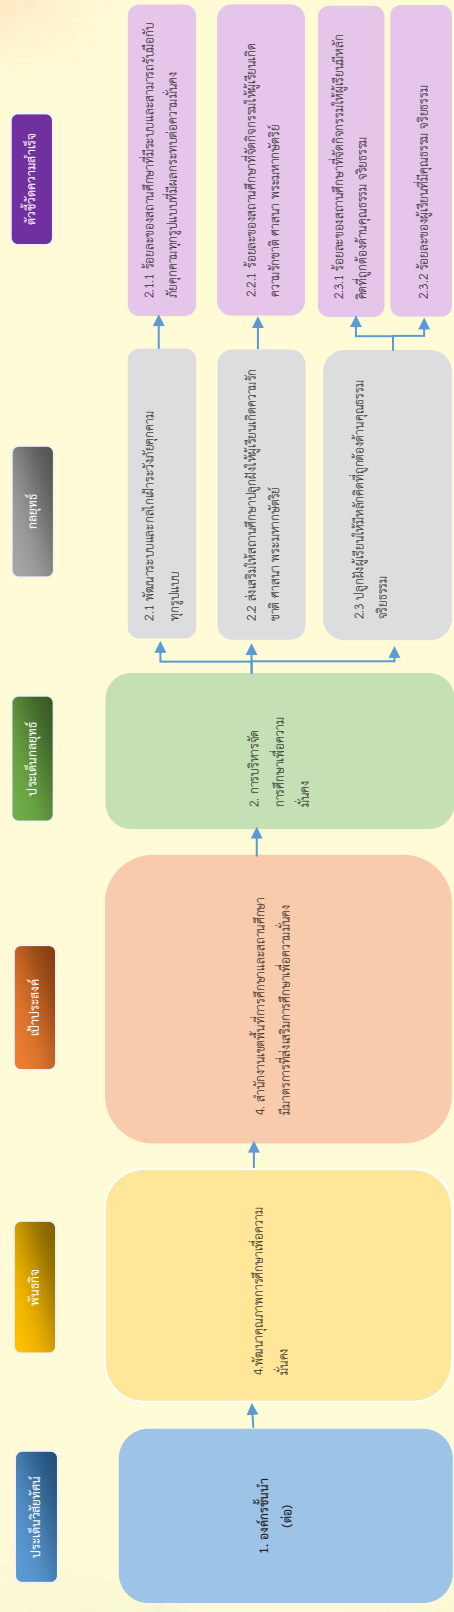 ประเด็นวิสัยทัศน์
พันธกิจ
เป้าประสงค์
ประเด็นกลยุทธ์
กลยุทธ์
ตัวชี้วัดความสำเร็จ
1. องค์กรชั้นนำ
(ต่อ)
4.พัฒนาคุณภาพการศึกษาเพื่อความ
มั่นคง
4. สำนักงานเขตพื้นที่การศึกษาและสถานศึกษา
มีมาตรการที่ส่งเสริมการศึกษาเพื่อความมั่นคง
2. การบริหารจัด
การศึกษาเพื่อความ
มั่นคง
2.1 พัฒนาระบบและกลไกเฝ้าระวังภัยคุกคาม
ทุกรูปแบบ
2.2 ส่งเสริมให้สถานศึกษาปลูกฝังให้ผู้เรียนเกิดความรัก
ชาติ ศาสนา พระมหากษัตริย์
2.3 ปลูกฝังผู้เรียนให้มีหลักคิดที่ถูกต้องด้านคุณธรรม
จริยธรรม
2.1.1 ร้อยละของสถานศึกษาที่มีระบบและสามารถรับมือกับ
ภัยคุกคามทุกรูปแบบที่มีผลกระทบต่อความมั่นคง
2.2.1 ร้อยละของสถานศึกษาที่จัดกิจกรรมให้ผู้เรียนเกิด
ความรักชาติ ศาสนา พระมหากษัตริย์
2.3.1 ร้อยละของสถานศึกษาที่จัดกิจกรรมให้ผู้เรียนมีหลัก
คิดที่ถูกต้องด้านคุณธรรม จริยธรรม
2.3.2 ร้อยละของผู้เรียนที่มีคุณธรรม จริยธรรม